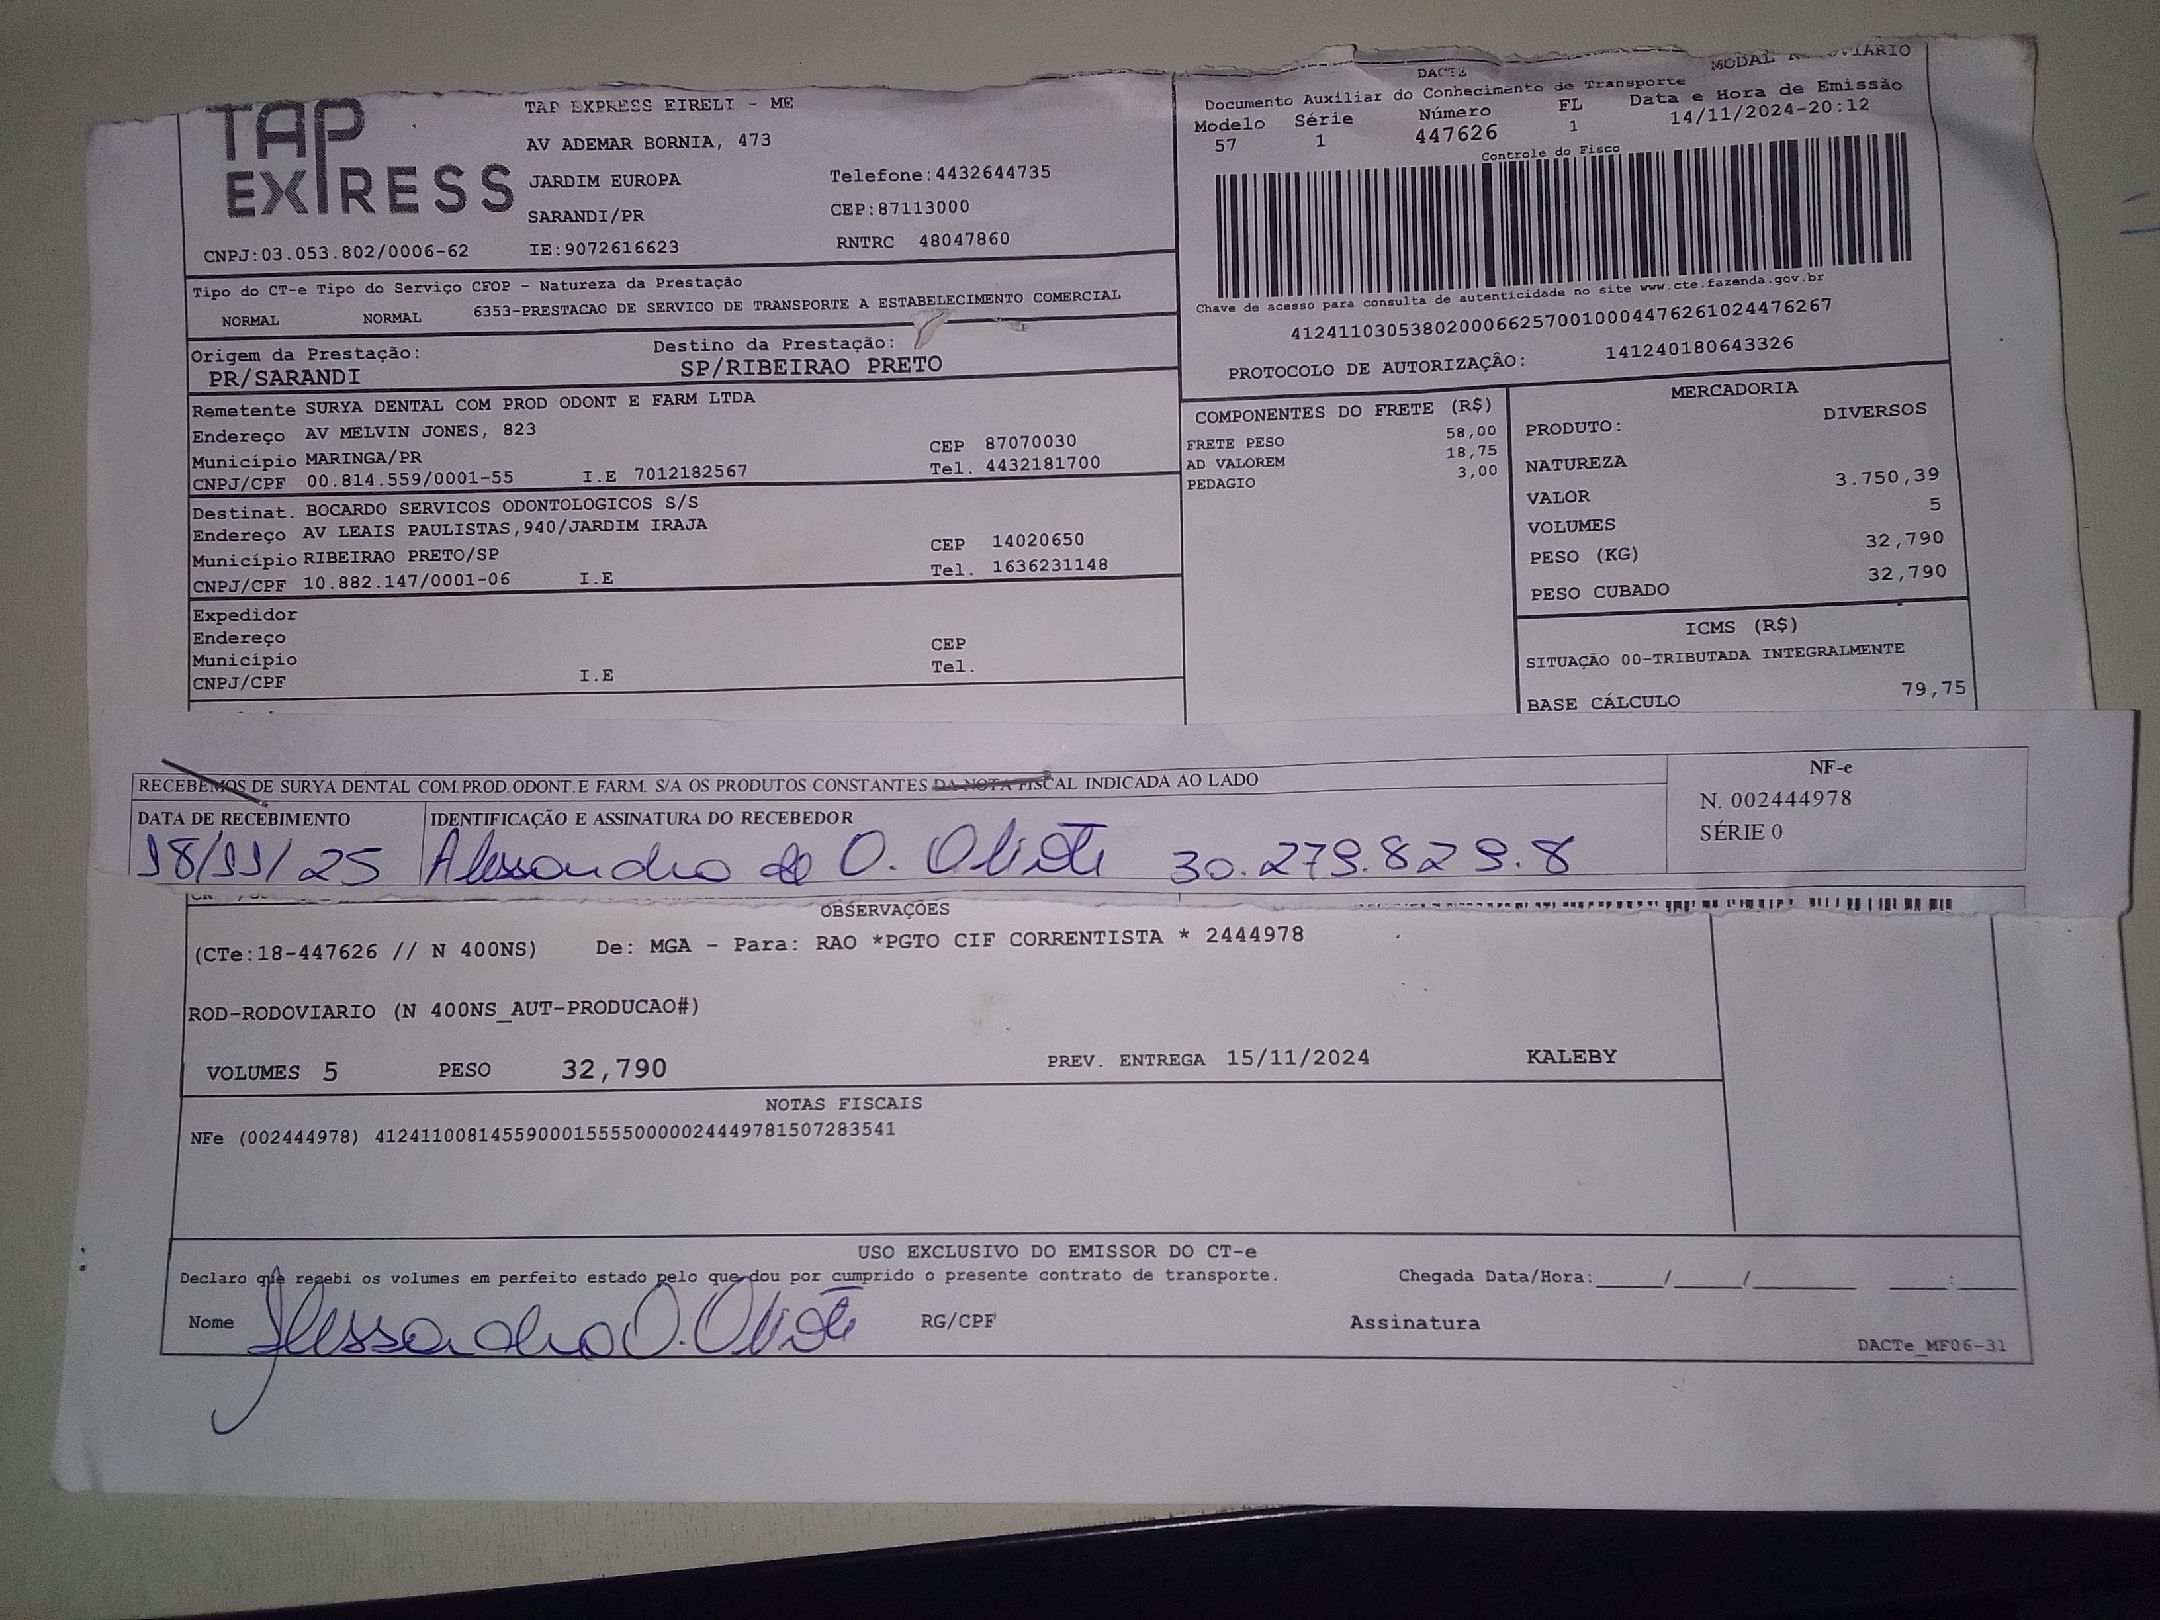 TAP EXPRESS
TAP EXPRESS EIRELI - ME
AV ADEMAR BORNIA, 473
JARDIM EUROPA Telefone:4432644735
SARANDI/PR CEP:87113000
CNPJ:03.053.802/0006-62 IE:9072616623 RNTRC 48047860
DACTE MODAL
Documento Auxiliar do Conhecimento de Transporte
Modelo Série Número FL Data e Hora de Emissão
57 1 447626 1 14/11/2024-20:12
Controle do Fisco
Chave de acesso para consulta de autenticidade no site www.cte.fazenda.gov.br
41241103053802000662570010004476261024476267
PROTOCOLO DE AUTORIZAÇÃO: 141240180643326
Tipo do CT-e Tipo do Serviço CFOP - Natureza da Prestação
NORMAL NORMAL 6353-PRESTACAO DE SERVICO DE TRANSPORTE A ESTABELECIMENTO COMERCIAL
Origem da Prestação: Destino da Prestação:
PR/SARANDI SP/RIBEIRAO PRETO
Remetente SURYA DENTAL COM PROD ODONT E FARM LTDA
Endereço AV MELVIN JONES, 823 CEP 87070030
Município MARINGA/PR Tel. 4432181700
CNPJ/CPF 00.814.559/0001-55 I.E 7012182567
Destinat. BOCARDO SERVICOS ODONTOLOGICOS S/S
Endereço AV LEAIS PAULISTAS,940/JARDIM IRAJA
Município RIBEIRAO PRETO/SP CEP 14020650
CNPJ/CPF 10.882.147/0001-06 I.E Tel. 1636231148
Expedidor
Endereço CEP
Município Tel.
CNPJ/CPF I.E
COMPONENTES DO FRETE (R$)
FRETE PESO 58,00
AD VALOREM 18,75
PEDAGIO 3,00
MERCADORIA
PRODUTO: DIVERSOS
NATUREZA
VALOR 3.750,39
VOLUMES 5
PESO (KG) 32,790
PESO CUBADO 32,790
ICMS (R$)
SITUAÇÃO 00-TRIBUTADA INTEGRALMENTE
BASE CÁLCULO 79,75
RECEBEMOS DE SURYA DENTAL COM.PROD.ODONT.E FARM. S/A OS PRODUTOS CONSTANTES DA NOTA FISCAL INDICADA AO LADO
DATA DE RECEBIMENTO IDENTIFICAÇÃO E ASSINATURA DO RECEBEDOR
18/11/25 Alessandra de O. 30.279.829.8
NF-e
N. 002444978
SÉRIE 0
OBSERVAÇÕES
(CTe:18-447626 // N 400NS) De: MGA - Para: RAO *PGTO CIF CORRENTISTA * 2444978
ROD-RODOVIARIO (N 400NS_AUT-PRODUCAO#)
VOLUMES 5 PESO 32,790 PREV. ENTREGA 15/11/2024 KALEBY
NOTAS FISCAIS
NFe (002444978) 41241100814559000155550000024449781507283541
USO EXCLUSIVO DO EMISSOR DO CT-e
Declaro que recebi os volumes em perfeito estado pelo que dou por cumprido o presente contrato de transporte. Chegada Data/Hora:____/____/______ ___:____
Nome Alessandra O. RG/CPF Assinatura
DACTe_MF06-31